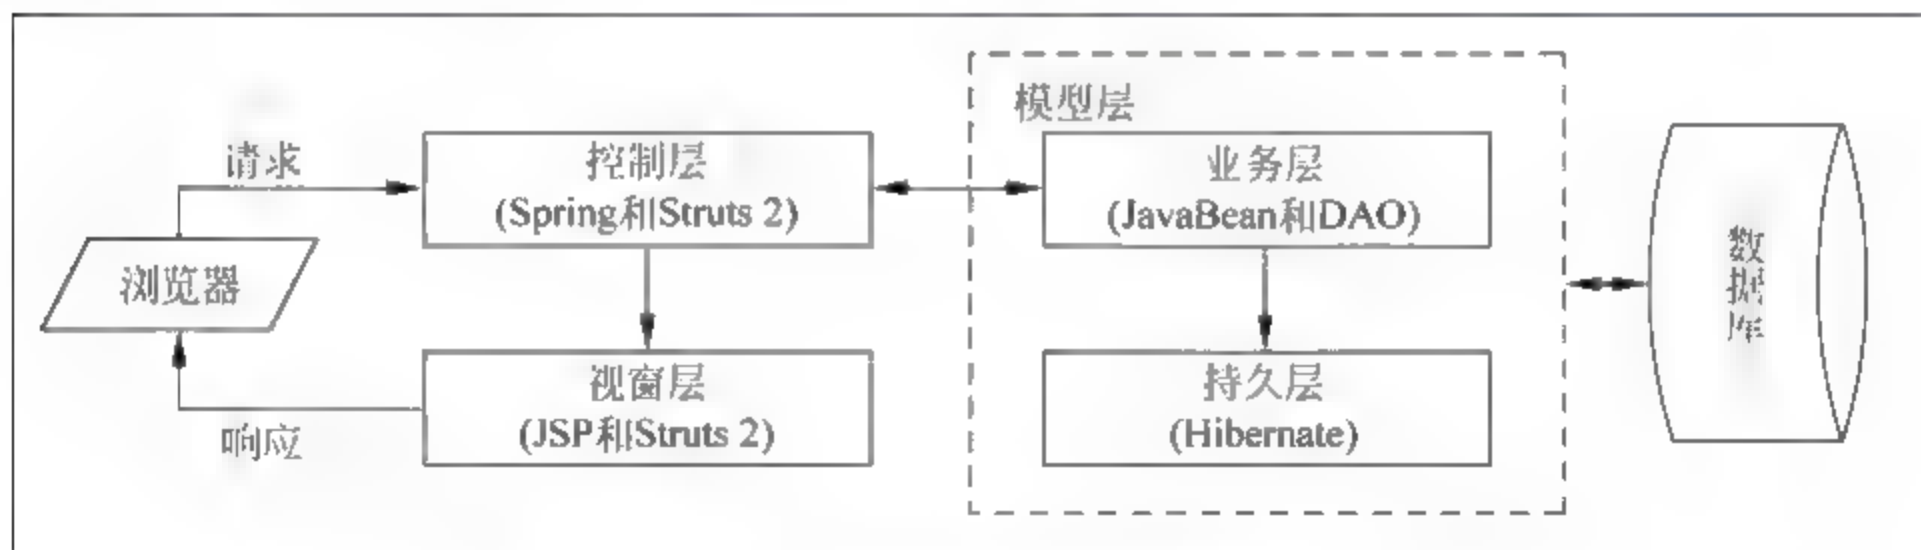 请求
控制层
(Spring和Struts 2)
模型层
业务层
(JavaBean和DAO)
浏览器
数据库
视窗层
(JSP和Struts 2)
响应
持久层
(Hibernate)